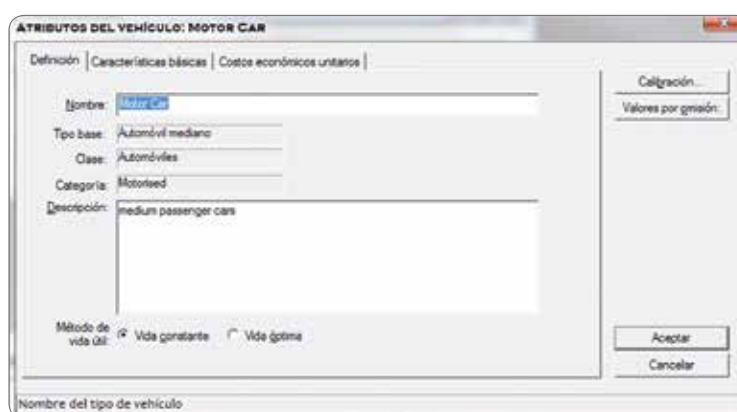 ATRIBUTOS DEL VEHÍCULO: MOTOR CAR
Definición Características básicas Costos económicos unitarios
Calibración...
Nombre: Motor Car
Valores por omisión:
Tipo base: Automóvil mediano
Clase: Automóviles
Categoría: Motorised
Descripción: medium passenger cars
Método de vida útil: Vida constante Vida óptima
Aceptar
Cancelar
Nombre del tipo de vehículo